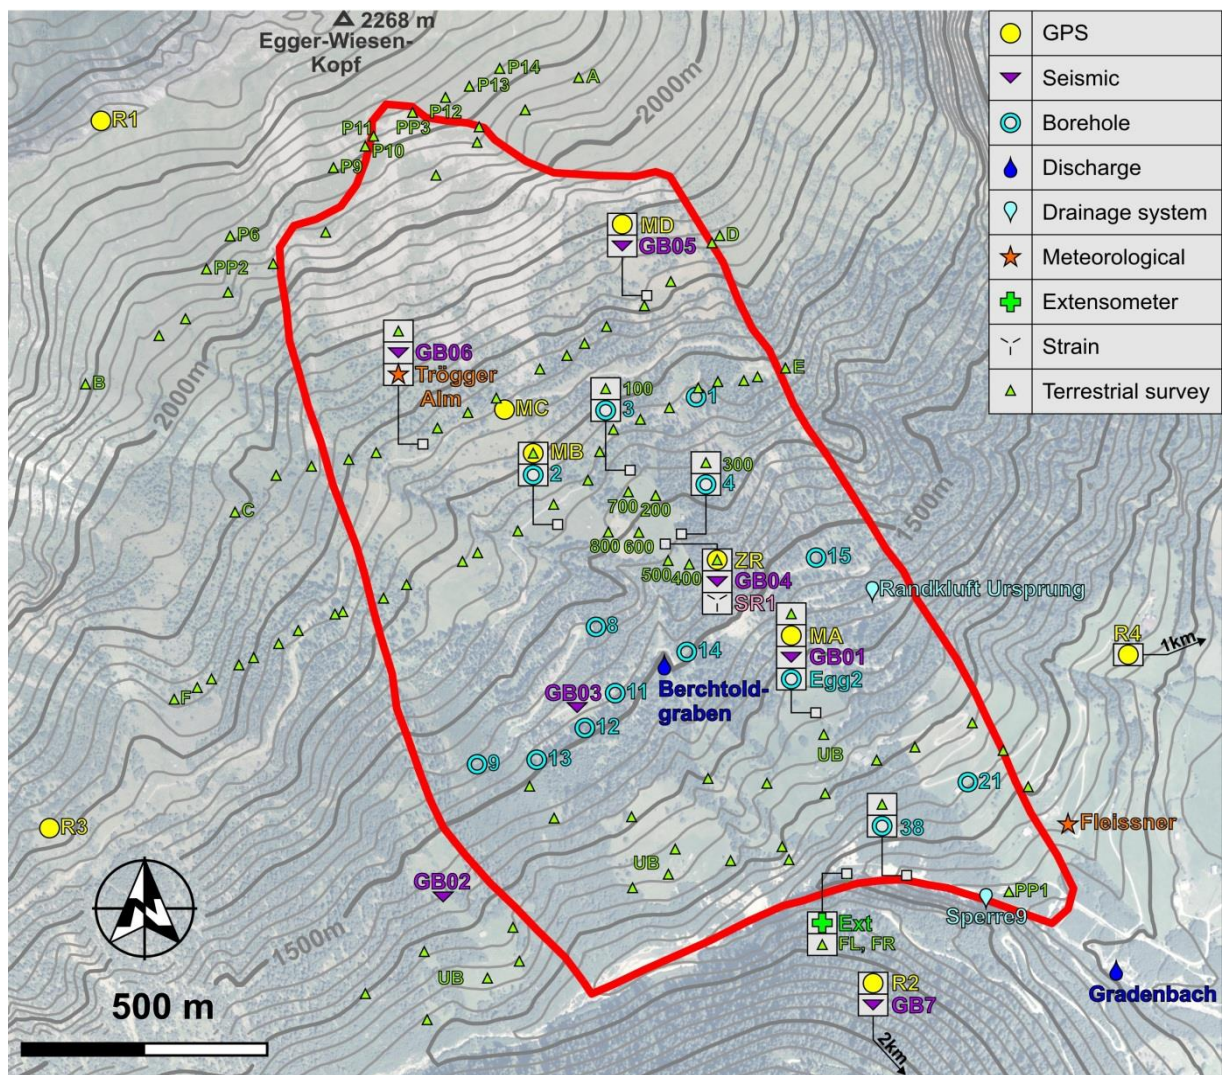 2268 m
Egger-Wiesen-
Kopf
P14
A
P13
P12
PP3
P11
P10
P9
R1
2000m
P6
PP2
MD
GB05
D
GB06
Trögger
Alm
B
2000m
MC
100
3
1
E
MB
2
300
4
700
200
800
600
500
400
C
1500m
ZR
GB04
SR1
15
Randkluft Ursprung
8
14
MA
GB01
Egg2
R4
1km
F
GB03
11
Berchtold-
graben
12
9
13
UB
21
R3
38
Fleissner
UB
GB02
PP1
Sperre9
Ext
FL, FR
1500m
UB
R2
GB7
2km
Gradenbach
N
500 m
GPS
Seismic
Borehole
Discharge
Drainage system
Meteorological
Extensometer
Strain
Terrestrial survey